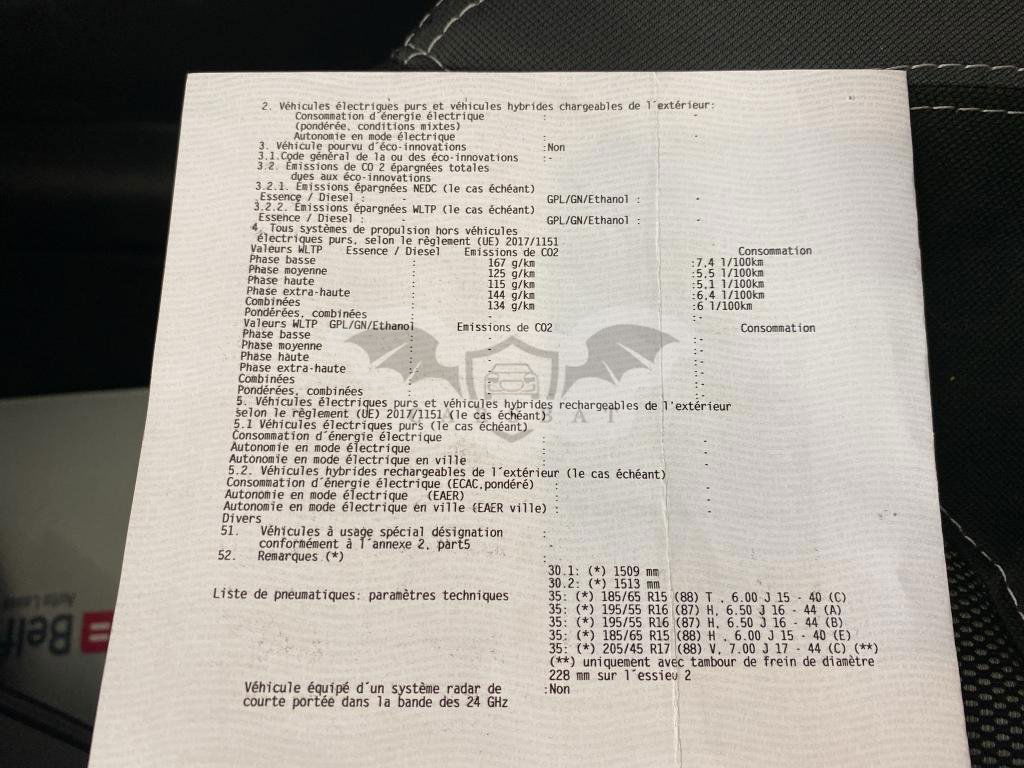 2. Véhicules électriques purs et véhicules hybrides chargeables de l´extérieur:
Consommation d´énergie électrique : -
(pondérée, conditions mixtes)
Autonomie en mode électrique : -
3. Véhicule pourvu d´éco-innovations :Non
3.1.Code général de la ou des éco-innovations :-
3.2. Emissions de CO 2 épargnées totales
dues aux éco-innovations
3.2.1. Emissions épargnées NEDC (le cas échéant)
Essence / Diesel : - GPL/GN/Ethanol : -
3.2.2. Emissions épargnées WLTP (le cas échéant)
Essence / Diesel : - GPL/GN/Ethanol : -
4. Tous systèmes de propulsion hors véhicules
électriques purs, selon le règlement (UE) 2017/1151
Valeurs WLTP Essence / Diesel Emissions de CO2 Consommation
Phase basse : 167 g/km :7,4 l/100km
Phase moyenne : 125 g/km :5,5 l/100km
Phase haute : 115 g/km :5,1 l/100km
Phase extra-haute : 144 g/km :6,4 l/100km
Combinées : 134 g/km :6 l/100km
Pondérées, combinées : - :-
Valeurs WLTP GPL/GN/Ethanol Emissions de CO2 Consommation
Phase basse : - :-
Phase moyenne : - :-
Phase haute : - :-
Phase extra-haute : - :-
Combinées : - :-
Pondérées, combinées : - :-
5. Véhicules électriques purs et véhicules hybrides rechargeables de l´extérieur
selon le règlement (UE) 2017/1151 (le cas échéant)
5.1 Véhicules électriques purs (le cas échéant)
Consommation d´énergie électrique : -
Autonomie en mode électrique : -
Autonomie en mode électrique en ville : -
5.2. Véhicules hybrides rechargeables de l´extérieur (le cas échéant)
Consommation d´énergie électrique (ECAC,pondéré) : -
Autonomie en mode électrique (EAER) : -
Autonomie en mode électrique en ville (EAER ville) : -
Divers
51. Véhicules à usage spécial désignation :
conformément à l´annexe 2, part5 -
52. Remarques (*) :
30.1: (*) 1509 mm
30.2: (*) 1513 mm
Liste de pneumatiques: paramètres techniques 35: (*) 185/65 R15 (88) T , 6.00 J 15 - 40 (C)
35: (*) 195/55 R16 (87) H, 6.50 J 16 - 44 (A)
35: (*) 195/55 R16 (87) H, 6.50 J 16 - 44 (B)
35: (*) 185/65 R15 (88) H , 6.00 J 15 - 40 (E)
35: (*) 205/45 R17 (88) V, 7.00 J 17 - 44 (C) (**)
(**) uniquement avec tambour de frein de diamètre
228 mm sur l´essieu 2
Véhicule équipé d´un système radar de :Non
courte portée dans la bande des 24 GHz
Belf